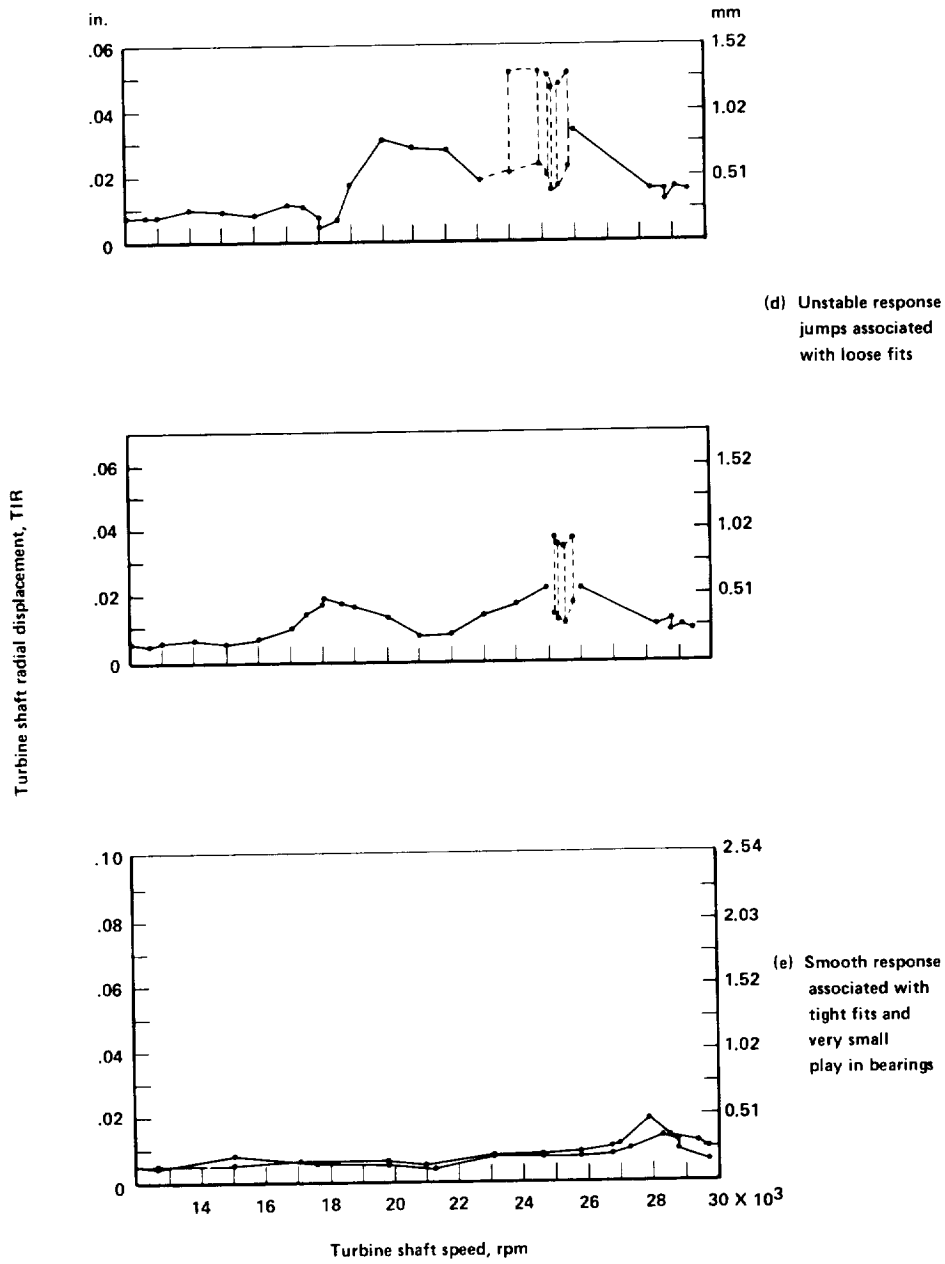 in.
mm
.06
.04
.02
0
1.52
1.02
0.51
(d) Unstable response
jumps associated
with loose fits
.06
.04
.02
0
1.52
1.02
0.51
Turbine shaft radial displacement, TIR
.10
.08
.06
.04
.02
0
2.54
2.03
1.52
1.02
0.51
(e) Smooth response
associated with
tight fits and
very small
play in bearings
14 16 18 20 22 24 26 28 30 X 10³
Turbine shaft speed, rpm